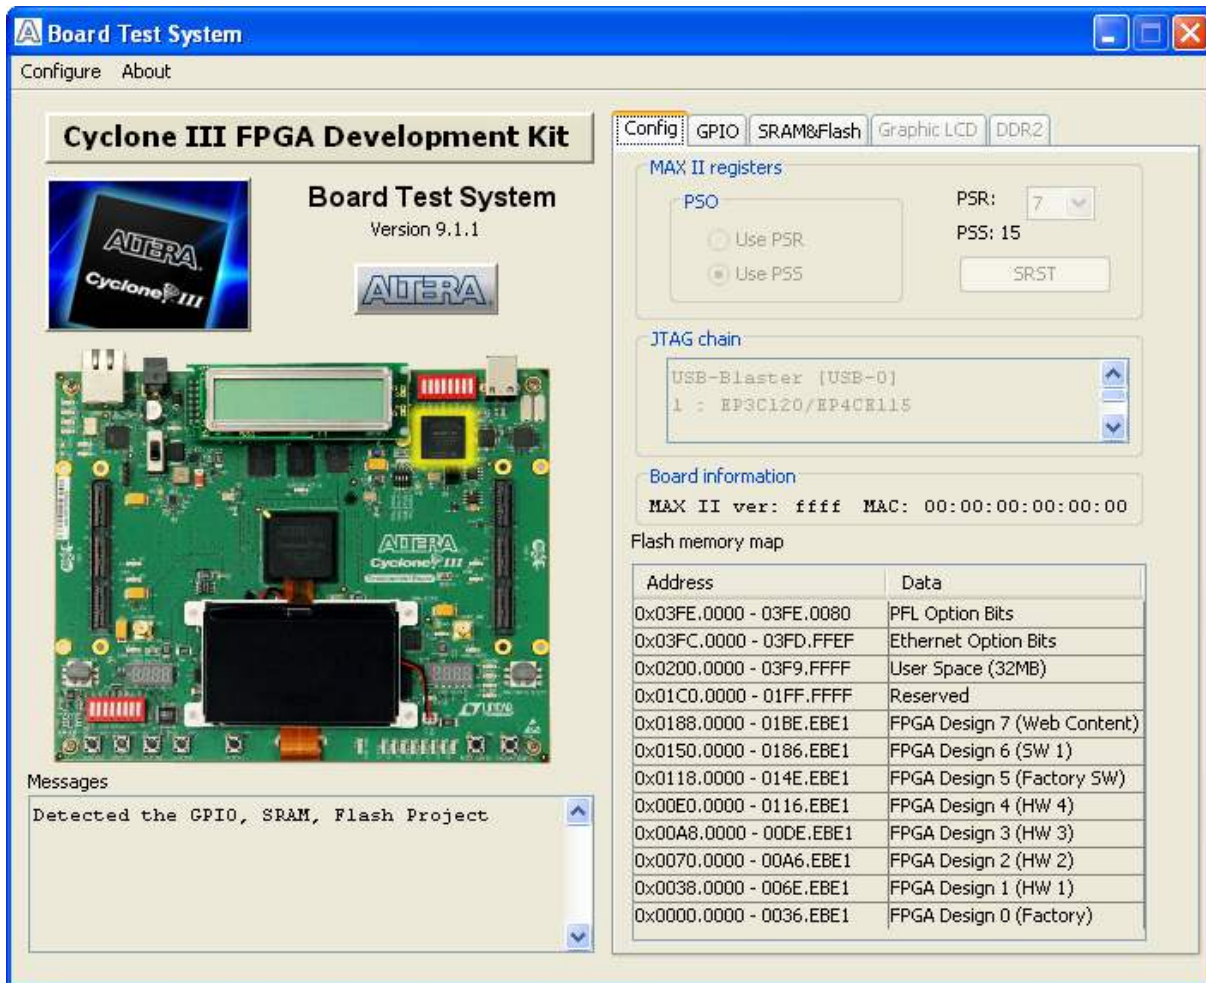 Board Test System
Configure About
Cyclone III FPGA Development Kit
ALTERA
Cyclone III
Board Test System
Version 9.1.1
ALTERA
ALTERA
Cyclone III
Messages
Detected the GPIO, SRAM, Flash Project
Config GPIO SRAM&Flash Graphic LCD DDR2
MAX II registers
PSO
Use PSR
Use PSS
PSR: 7
PSS: 15
SRST
JTAG chain
USB-Blaster [USB-0]
1 : EP3C120/EP4CE115
Board information
MAX II ver: ffff MAC: 00:00:00:00:00:00
Flash memory map
Address Data
0x03FE.0000 - 03FE.0080 PFL Option Bits
0x03FC.0000 - 03FD.FFEF Ethernet Option Bits
0x0200.0000 - 03F9.FFFF User Space (32MB)
0x01C0.0000 - 01FF.FFFF Reserved
0x0188.0000 - 01BE.EBE1 FPGA Design 7 (Web Content)
0x0150.0000 - 0186.EBE1 FPGA Design 6 (SW 1)
0x0118.0000 - 014E.EBE1 FPGA Design 5 (Factory SW)
0x00E0.0000 - 0116.EBE1 FPGA Design 4 (HW 4)
0x00A8.0000 - 00DE.EBE1 FPGA Design 3 (HW 3)
0x0070.0000 - 00A6.EBE1 FPGA Design 2 (HW 2)
0x0038.0000 - 006E.EBE1 FPGA Design 1 (HW 1)
0x0000.0000 - 0036.EBE1 FPGA Design 0 (Factory)